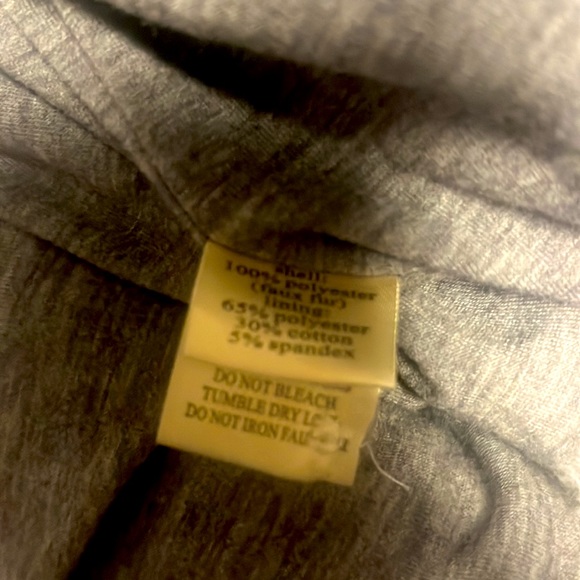 shell:
100% polyester
(faux fur)
lining:
65% polyester
30% cotton
5% spandex
DO NOT BLEACH
TUMBLE DRY
DO NOT IRON